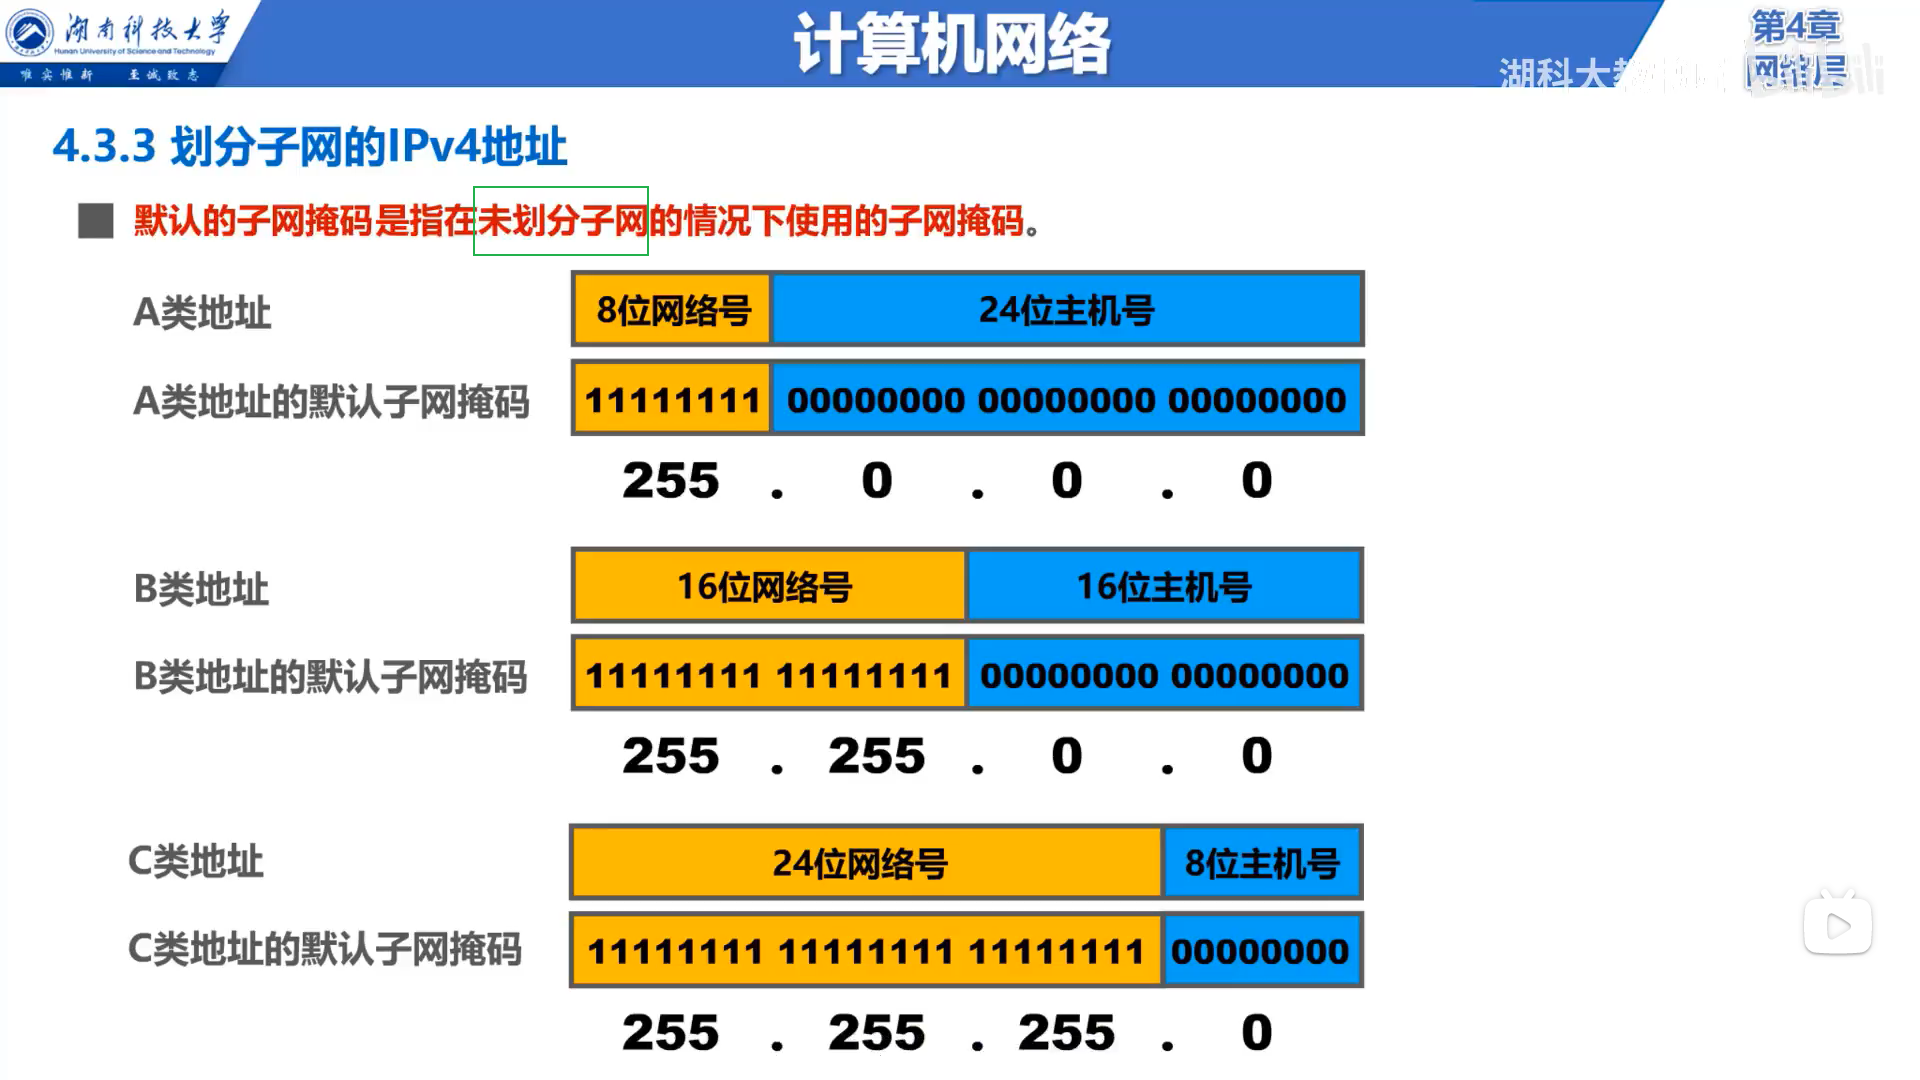 湖南科技大学
Human University of Science and Technology
唯实惟新 至诚致志
计算机网络
第4章
网络层
湖科大教
4.3.3 划分子网的IPv4地址
默认的子网掩码是指在未划分子网的情况下使用的子网掩码。
A类地址
8位网络号 24位主机号
A类地址的默认子网掩码
11111111 00000000 00000000 00000000
255 . 0 . 0 . 0
B类地址
16位网络号 16位主机号
B类地址的默认子网掩码
11111111 11111111 00000000 00000000
255 . 255 . 0 . 0
C类地址
24位网络号 8位主机号
C类地址的默认子网掩码
11111111 11111111 11111111 00000000
255 . 255 . 255 . 0